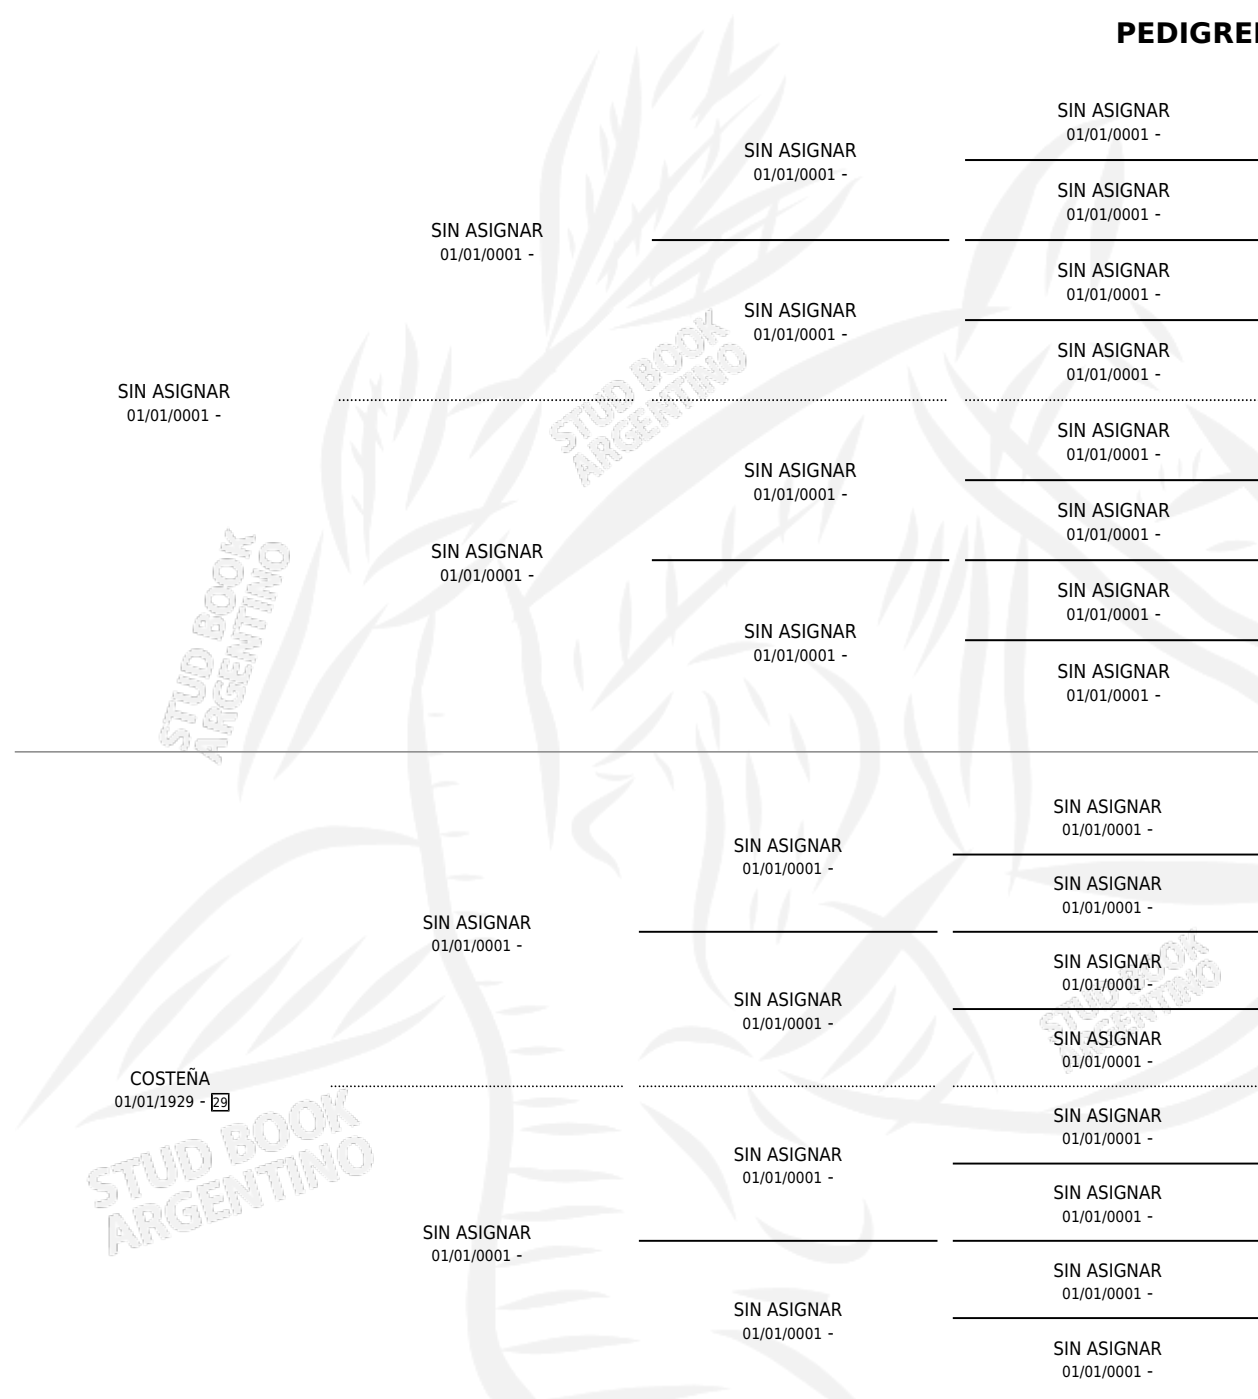 PEDIGREE
SIN ASIGNAR
01/01/0001 -
SIN ASIGNAR
01/01/0001 -
SIN ASIGNAR
01/01/0001 -
SIN ASIGNAR
01/01/0001 -
SIN ASIGNAR
01/01/0001 -
SIN ASIGNAR
01/01/0001 -
SIN ASIGNAR
01/01/0001 -
SIN ASIGNAR
01/01/0001 -
SIN ASIGNAR
01/01/0001 -
SIN ASIGNAR
01/01/0001 -
SIN ASIGNAR
01/01/0001 -
SIN ASIGNAR
01/01/0001 -
SIN ASIGNAR
01/01/0001 -
SIN ASIGNAR
01/01/0001 -
SIN ASIGNAR
01/01/0001 -
STUD BOOK
ARGENTINO
STUD BOOK
ARGENTINO
SIN ASIGNAR
01/01/0001 -
SIN ASIGNAR
01/01/0001 -
SIN ASIGNAR
01/01/0001 -
SIN ASIGNAR
01/01/0001 -
SIN ASIGNAR
01/01/0001 -
SIN ASIGNAR
01/01/0001 -
SIN ASIGNAR
01/01/0001 -
COSTEÑA
01/01/1929 - 29
SIN ASIGNAR
01/01/0001 -
SIN ASIGNAR
01/01/0001 -
SIN ASIGNAR
01/01/0001 -
SIN ASIGNAR
01/01/0001 -
SIN ASIGNAR
01/01/0001 -
SIN ASIGNAR
01/01/0001 -
SIN ASIGNAR
01/01/0001 -
STUD BOOK
ARGENTINO
STUD BOOK
ARGENTINO